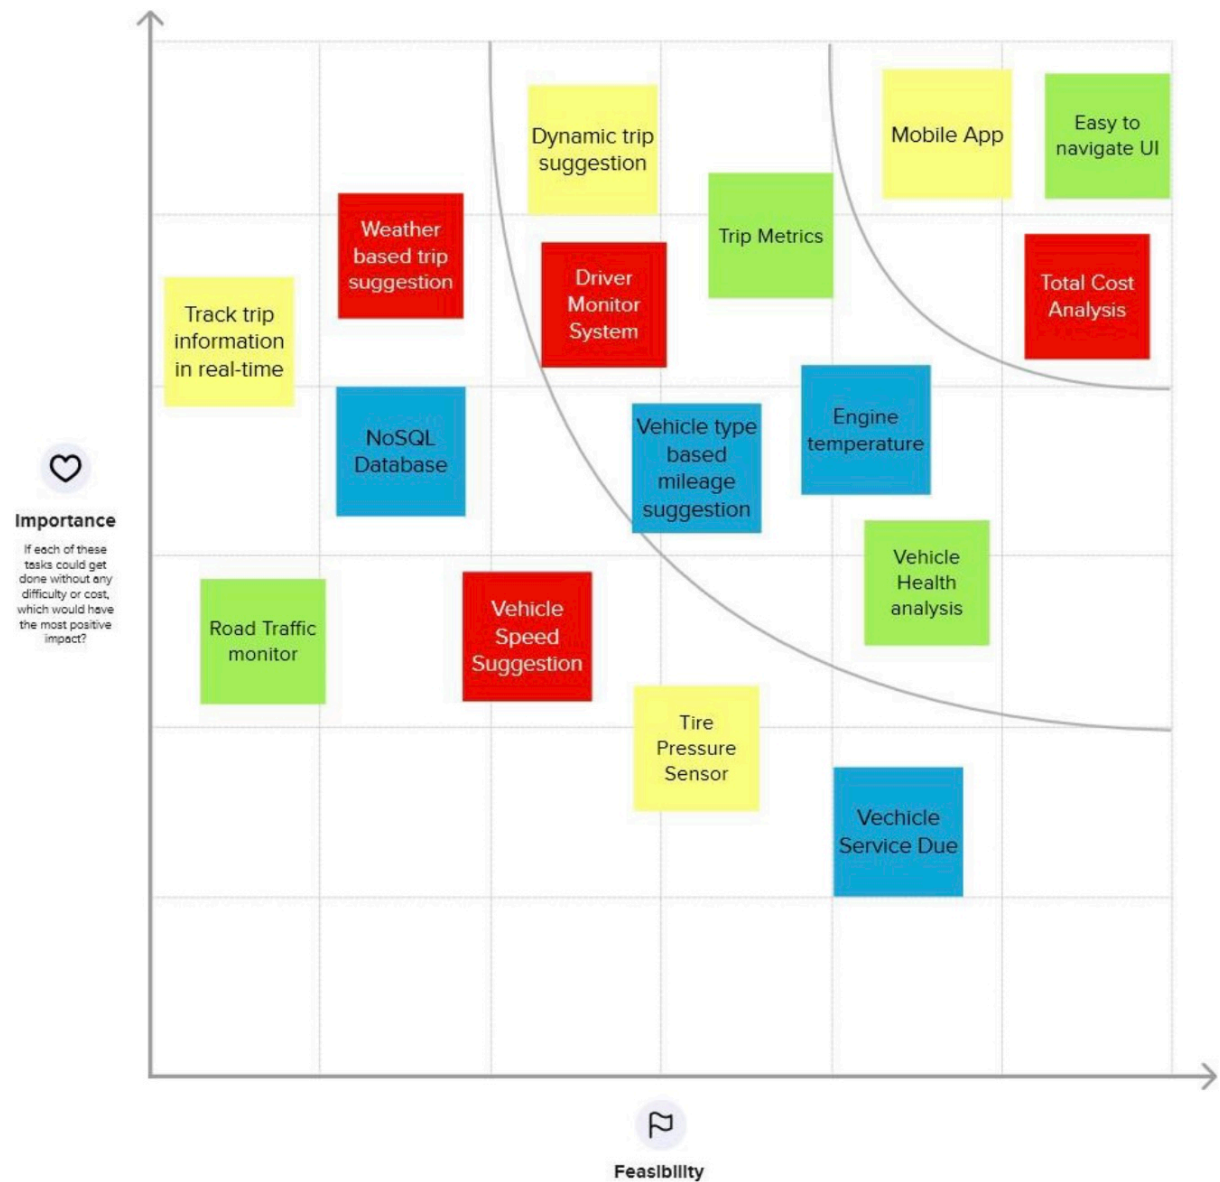 Dynamic trip
suggestion
Mobile App
Easy to
navigate UI
Weather
based trip
suggestion
Trip Metrics
Driver
Monitor
System
Total Cost
Analysis
Track trip
information
in real-time
NoSQL
Database
Vehicle type
based
mileage
suggestion
Engine
temperature
Importance
If each of these
tasks could get
done without any
difficulty or cost,
which would have
the most positive
impact?
Vehicle
Health
analysis
Road Traffic
monitor
Vehicle
Speed
Suggestion
Tire
Pressure
Sensor
Vechicle
Service Due
Feasibility